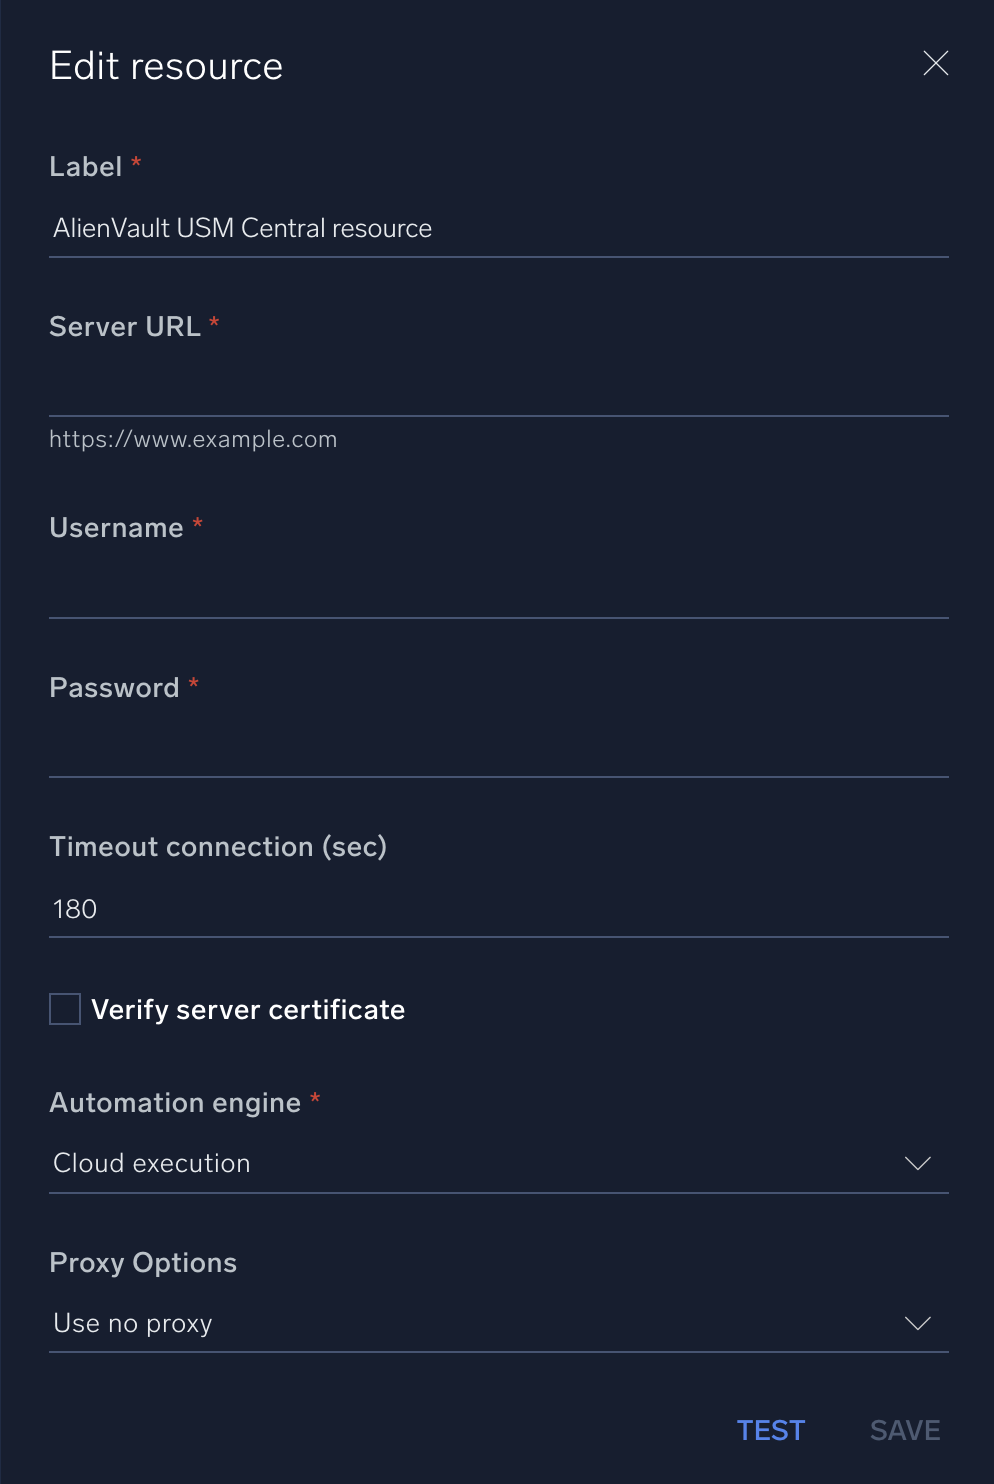 Edit resource
Label *
AlienVault USM Central resource
Server URL *
https://www.example.com
Username *
Password *
Timeout connection (sec)
180
Verify server certificate
Automation engine *
Cloud execution
Proxy Options
Use no proxy
TEST SAVE